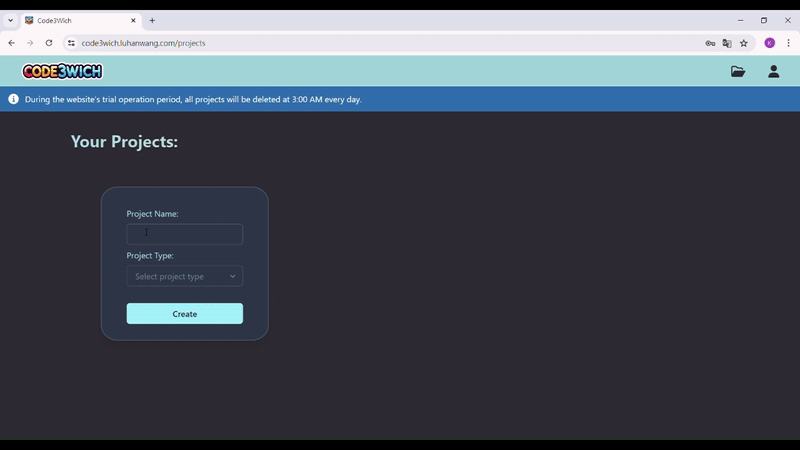 Code3Wich
code3wich.luhanwang.com/projects
K
CODE3WICH
During the website's trial operation period, all projects will be deleted at 3:00 AM every day.
Your Projects:
Project Name:
Project Type:
Select project type
Create